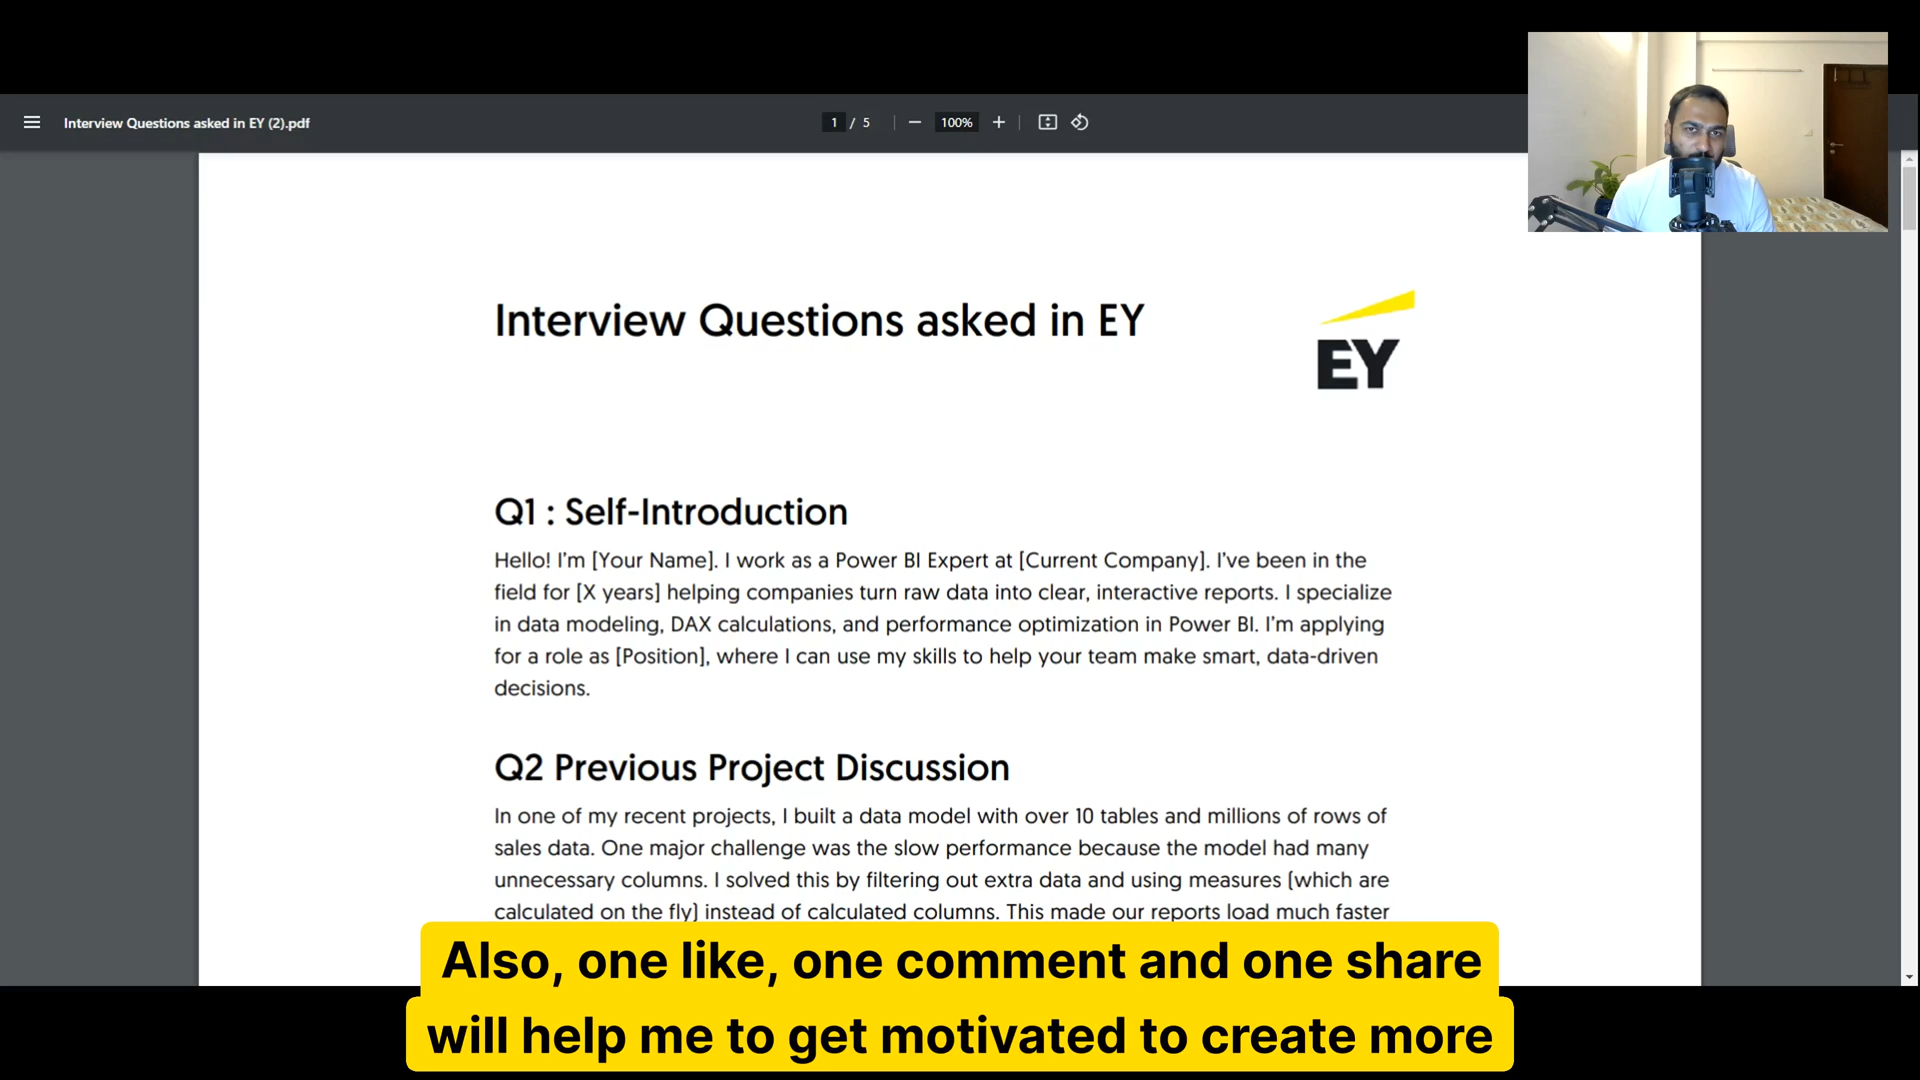 Interview Questions asked in EY (2).pdf
1 / 5
100%
Interview Questions asked in EY
EY
Q1 : Self-Introduction
Hello! I'm [Your Name]. I work as a Power BI Expert at [Current Company]. I've been in the
field for [X years] helping companies turn raw data into clear, interactive reports. I specialize
in data modeling, DAX calculations, and performance optimization in Power BI. I'm applying
for a role as [Position], where I can use my skills to help your team make smart, data-driven
decisions.
Q2 Previous Project Discussion
In one of my recent projects, I built a data model with over 10 tables and millions of rows of
sales data. One major challenge was the slow performance because the model had many
unnecessary columns. I solved this by filtering out extra data and using measures (which are
calculated on the fly) instead of calculated columns. This made our reports load much faster
Also, one like, one comment and one share
will help me to get motivated to create more